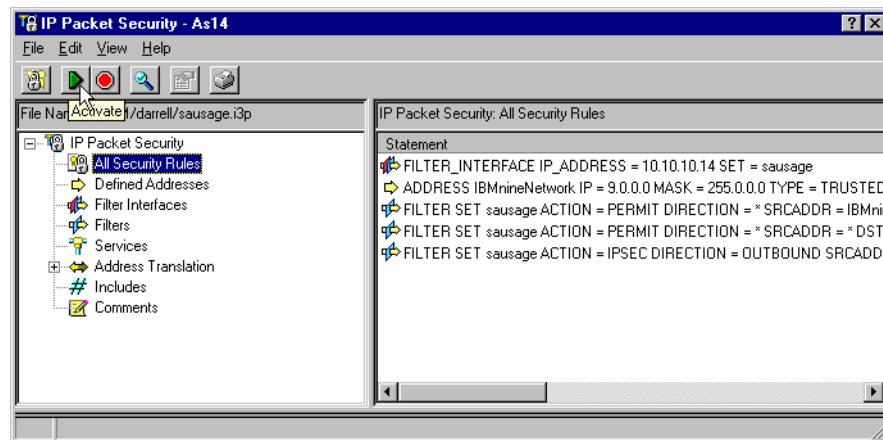 IP Packet Security - As14
File Edit View Help
File Nar
Activate
1/darrell/sausage.i3p
IP Packet Security: All Security Rules
IP Packet Security
All Security Rules
Defined Addresses
Filter Interfaces
Filters
Services
Address Translation
Includes
Comments
Statement
FILTER_INTERFACE IP_ADDRESS = 10.10.10.14 SET = sausage
ADDRESS IBMnineNetwork IP = 9.0.0.0 MASK = 255.0.0.0 TYPE = TRUSTED
FILTER SET sausage ACTION = PERMIT DIRECTION = * SRCADDR = IBMni
FILTER SET sausage ACTION = PERMIT DIRECTION = * SRCADDR = * DST
FILTER SET sausage ACTION = IPSEC DIRECTION = OUTBOUND SRCADD